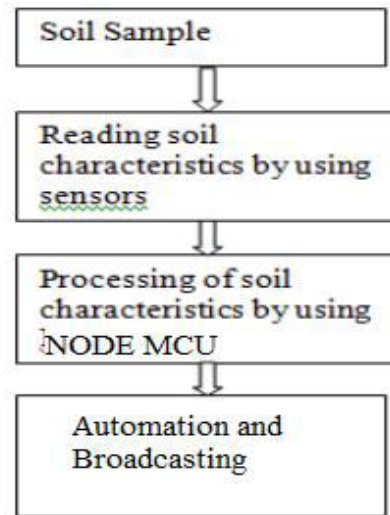 Soil Sample
Reading soil
characteristics by using
sensors
Processing of soil
characteristics by using
NODE MCU
Automation and
Broadcasting